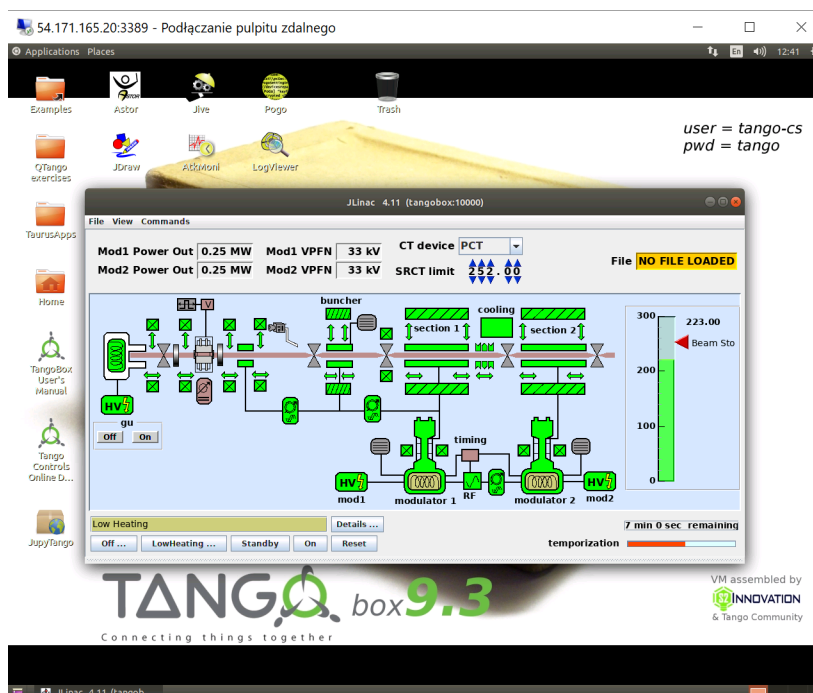 54.171.165.20:3389 - Podłączanie pulpitu zdalnego
Applications Places
En 12:41
Examples
Astor
Jive
Pogo
Trash
user = tango-cs
pwd = tango
QTango exercises
JDraw
AtkMoni
LogViewer
TaurusApps
Home
TangoBox User's Manual
Tango Controls Online D...
JupyTango
JLinac 4.11 (tangobox:10000)
File View Commands
Mod1 Power Out 0.25 MW Mod1 VPFN 33 kV CT device PCT
Mod2 Power Out 0.25 MW Mod2 VPFN 33 kV SRCT limit 252.00
File NO FILE LOADED
V
buncher
section 1
cooling
section 2
HV
gu
Off On
timing
HV
mod1
modulator 1
RF
modulator 2
HV
mod2
300
200
100
0
223.00
Beam Sto
Low Heating Details ...
7 min 0 sec remaining
Off ... LowHeating ... Standby On Reset
temporization
TANGO box 9.3
Connecting things together
VM assembled by
S2INNOVATION
& Tango Community
JLinac 4.11 (tangob...